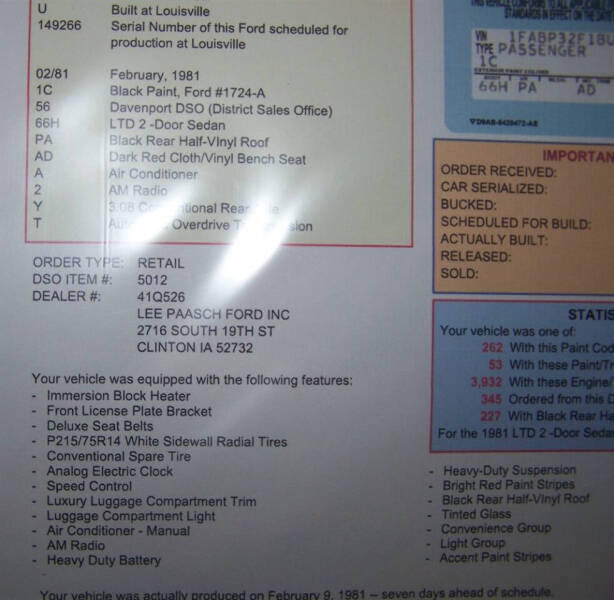 U Built at Louisville
149266 Serial Number of this Ford scheduled for
production at Louisville
02/81 February, 1981
1C Black Paint, Ford #1724-A
56 Davenport DSO (District Sales Office)
66H LTD 2 -Door Sedan
PA Black Rear Half-Vinyl Roof
AD Dark Red Cloth/Vinyl Bench Seat
A Air Conditioner
2 AM Radio
Y 3.08 Rear
T Overdrive
ORDER TYPE: RETAIL
DSO ITEM #: 5012
DEALER #: 41Q526
LEE PAASCH FORD INC
2716 SOUTH 19TH ST
CLINTON IA 52732
Your vehicle was equipped with the following features:
- Immersion Block Heater
- Front License Plate Bracket
- Deluxe Seat Belts
- P215/75R14 White Sidewall Radial Tires
- Conventional Spare Tire
- Analog Electric Clock
- Speed Control
- Luxury Luggage Compartment Trim
- Luggage Compartment Light
- Air Conditioner - Manual
- AM Radio
- Heavy Duty Battery
STANDARDS IN EFFECT ON THE
VIN 1FABP32F1BU
TYPE PASSENGER
1C
EXTERIOR PAINT COLORS
66H PA AD
IMPORTAN
ORDER RECEIVED:
CAR SERIALIZED:
BUCKED:
SCHEDULED FOR BUILD:
ACTUALLY BUILT:
RELEASED:
SOLD:
STATIS
Your vehicle was one of:
262 With this Paint Cod
53 With these Paint/Tr
3,932 With these Engine/
345 Ordered from this D
227 With Black Rear Ha
For the 1981 LTD 2 -Door Sedan
- Heavy-Duty Suspension
- Bright Red Paint Stripes
- Black Rear Half-Vinyl Roof
- Tinted Glass
- Convenience Group
- Light Group
- Accent Paint Stripes
Your vehicle was actually produced on February 9, 1981 -- seven days ahead of schedule.